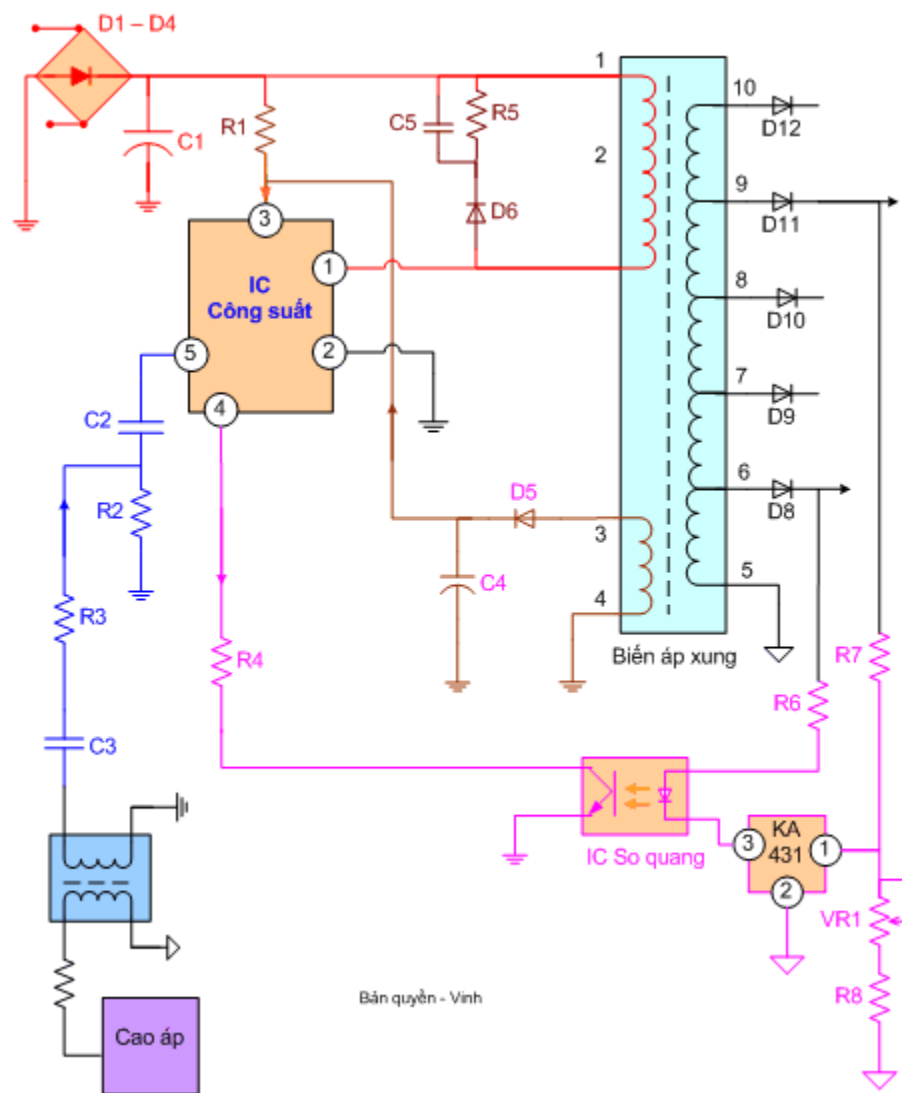 D1 – D4
C1
R1
C5
R5
D6
1
2
10
D12
9
D11
8
D10
7
D9
6
D8
5
3
1
IC
Công suất
5
2
4
C2
R2
R3
C3
R4
D5
C4
3
4
Biến áp xung
R7
R6
IC So quang
KA
431
3
1
2
VR1
R8
Cao áp
Bản quyền - Vinh